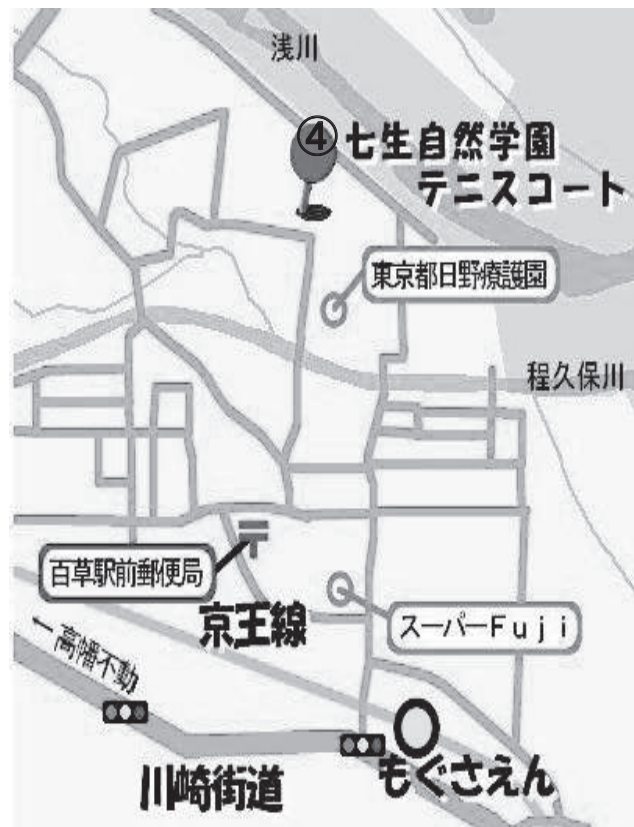 浅川
④七生自然学園
テニスコート
東京都日野療護園
程久保川
〒
百草駅前郵便局
京王線
スーパーFuji
←高幡不動
もぐさえん
川崎街道